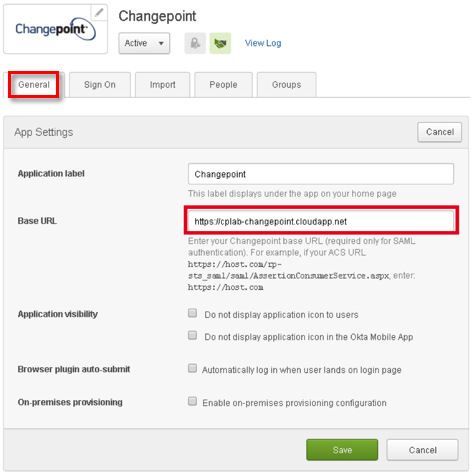 Changepoint
Changepoint
Active
View Log
General
Sign On
Import
People
Groups
App Settings
Cancel
Application label
Changepoint
This label displays under the app on your home page
Base URL
https://cplab-changepoint.cloudapp.net
Enter your Changepoint base URL (required only for SAML
authentication). For example, if your ACS URL
https://host.com/rp-
sts_saml/saml/AssertionConsumerService.aspx, enter:
https://host.com
Application visibility
Do not display application icon to users
Do not display application icon in the Okta Mobile App
Browser plugin auto-submit
Automatically log in when user lands on login page
On-premises provisioning
Enable on-premises provisioning configuration
Save
Cancel